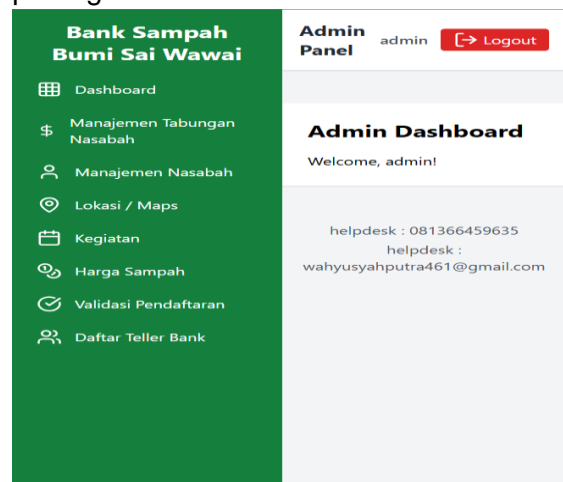 Bank Sampah
Bumi Sai Wawai
Dashboard
Manajemen Tabungan
Nasabah
Manajemen Nasabah
Lokasi / Maps
Kegiatan
Harga Sampah
Validasi Pendaftaran
Daftar Teller Bank
Admin
Panel
admin
Logout
Admin Dashboard
Welcome, admin!
helpdesk : 081366459635
helpdesk :
wahyusyahputra461@gmail.com